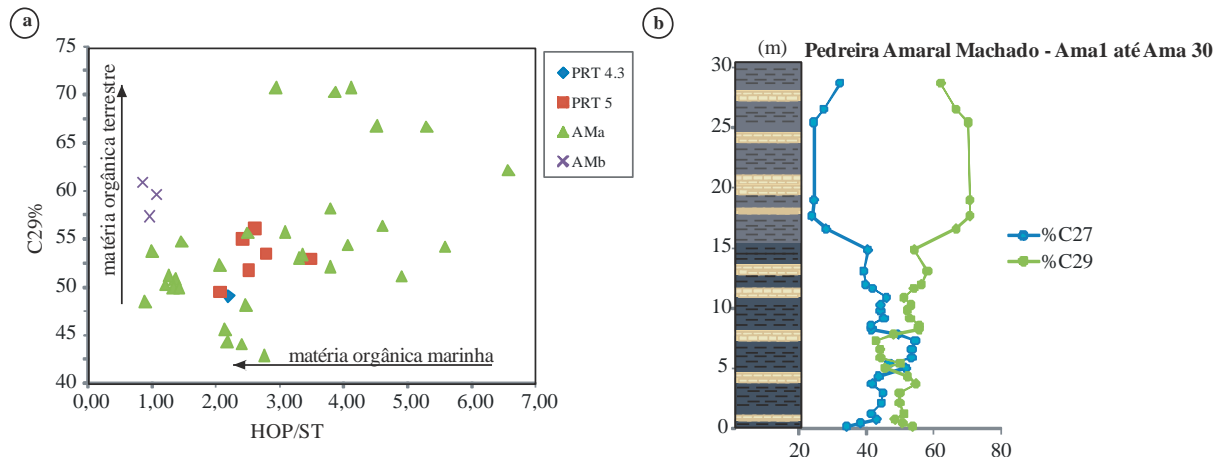 a
75
70
65
60
55
50
45
40
C29%
matéria orgânica terrestre
matéria orgânica marinha
0,00 1,00 2,00 3,00 4,00 5,00 6,00 7,00
HOP/ST
PRT 4.3
PRT 5
AMa
AMb
b
(m) Pedreira Amaral Machado - Ama1 até Ama 30
30
25
20
15
10
5
0
20 40 60 80
%C27
%C29